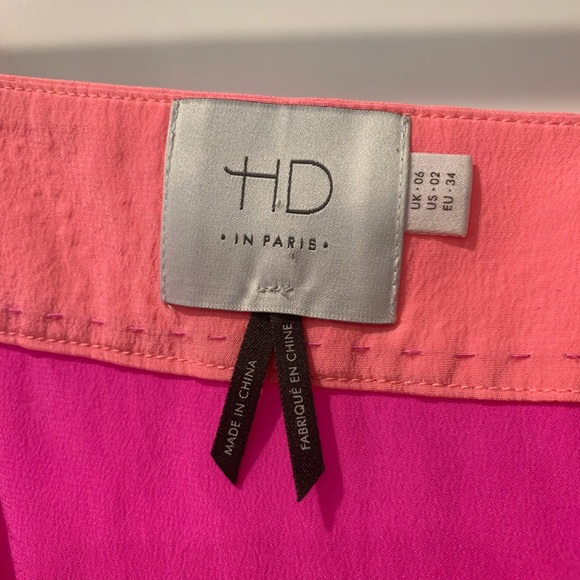 HD
• IN PARIS •
UK • 06
US • 02
EU • 34
MADE IN CHINA
FABRIQUÉ EN CHINE